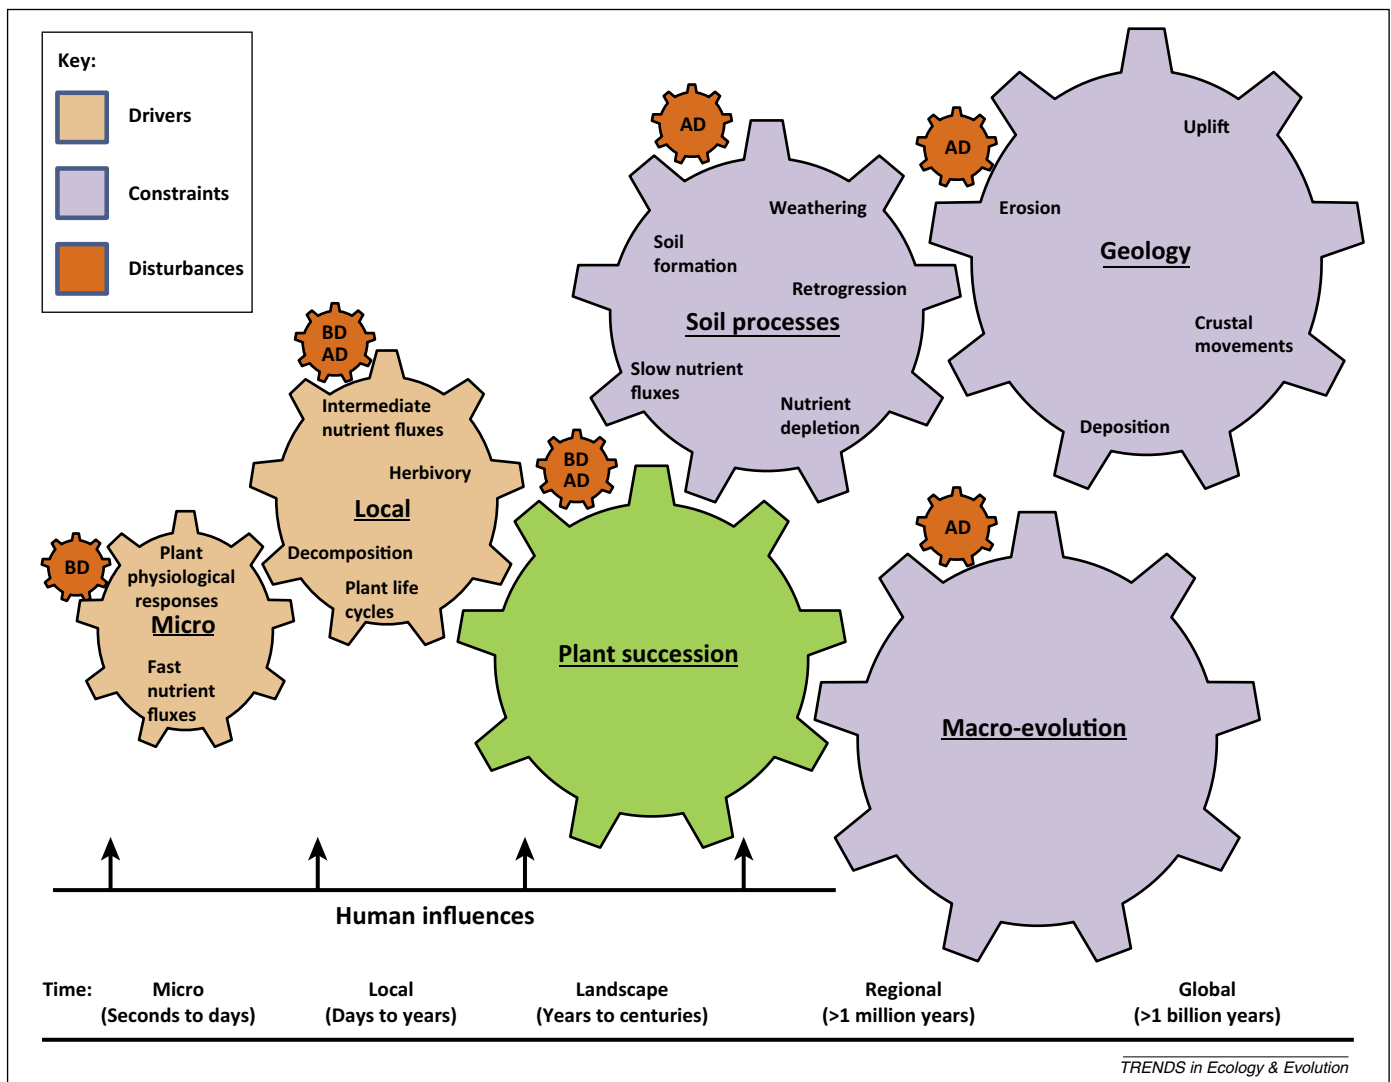 Key:
Drivers
Constraints
Disturbances
AD
Weathering
Soil
formation
Retrogression
Soil processes
Slow nutrient
fluxes
Nutrient
depletion
AD
Uplift
Erosion
Geology
Crustal
movements
Deposition
BD
AD
Intermediate
nutrient fluxes
Herbivory
Local
Decomposition
Plant life
cycles
BD
Plant
physiological
responses
Micro
Fast
nutrient
fluxes
BD
AD
Plant succession
AD
Macro-evolution
Human influences
Time:
Micro
(Seconds to days)
Local
(Days to years)
Landscape
(Years to centuries)
Regional
(>1 million years)
Global
(>1 billion years)
TRENDS in Ecology & Evolution